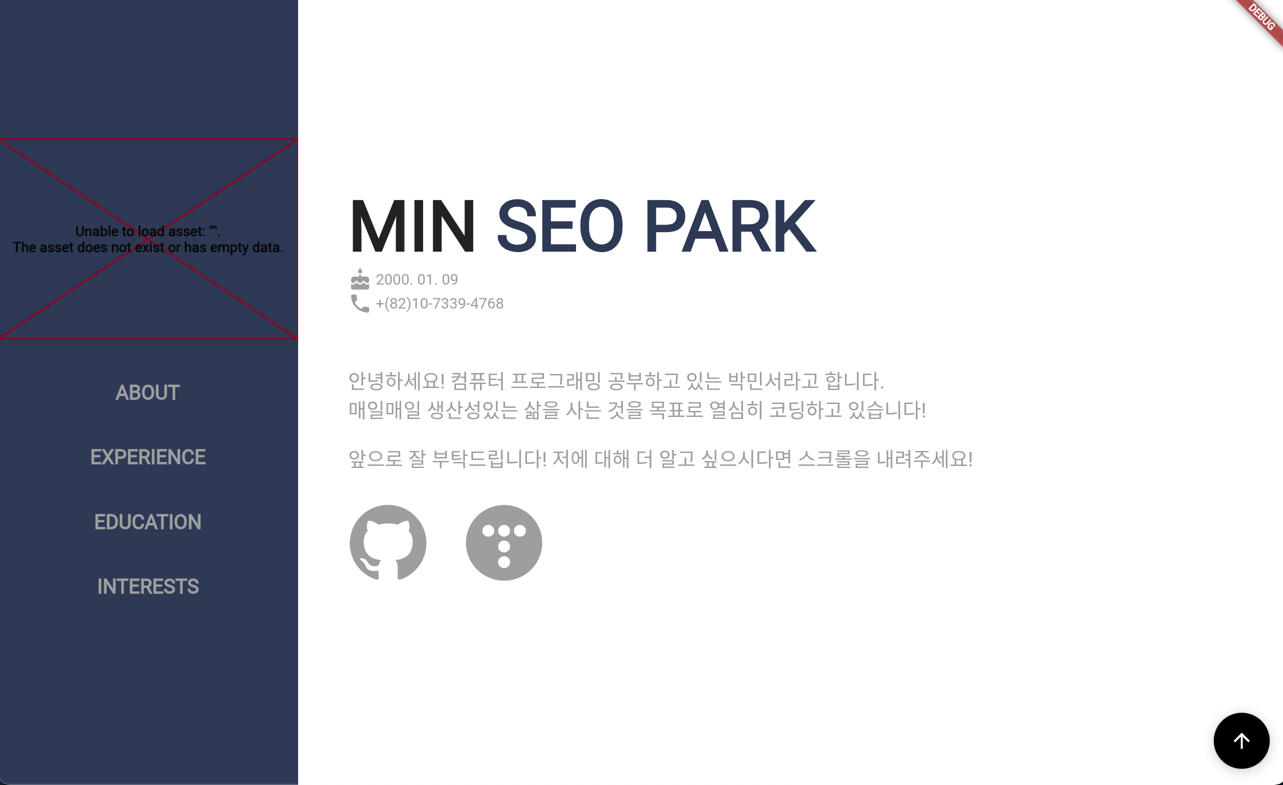 DEBUG
Unable to load asset: "".
The asset does not exist or has empty data.
ABOUT
EXPERIENCE
EDUCATION
INTERESTS
MIN SEO PARK
2000. 01. 09
+(82)10-7339-4768
안녕하세요! 컴퓨터 프로그래밍 공부하고 있는 박민서라고 합니다.
매일매일 생산성있는 삶을 사는 것을 목표로 열심히 코딩하고 있습니다!
앞으로 잘 부탁드립니다! 저에 대해 더 알고 싶으시다면 스크롤을 내려주세요!